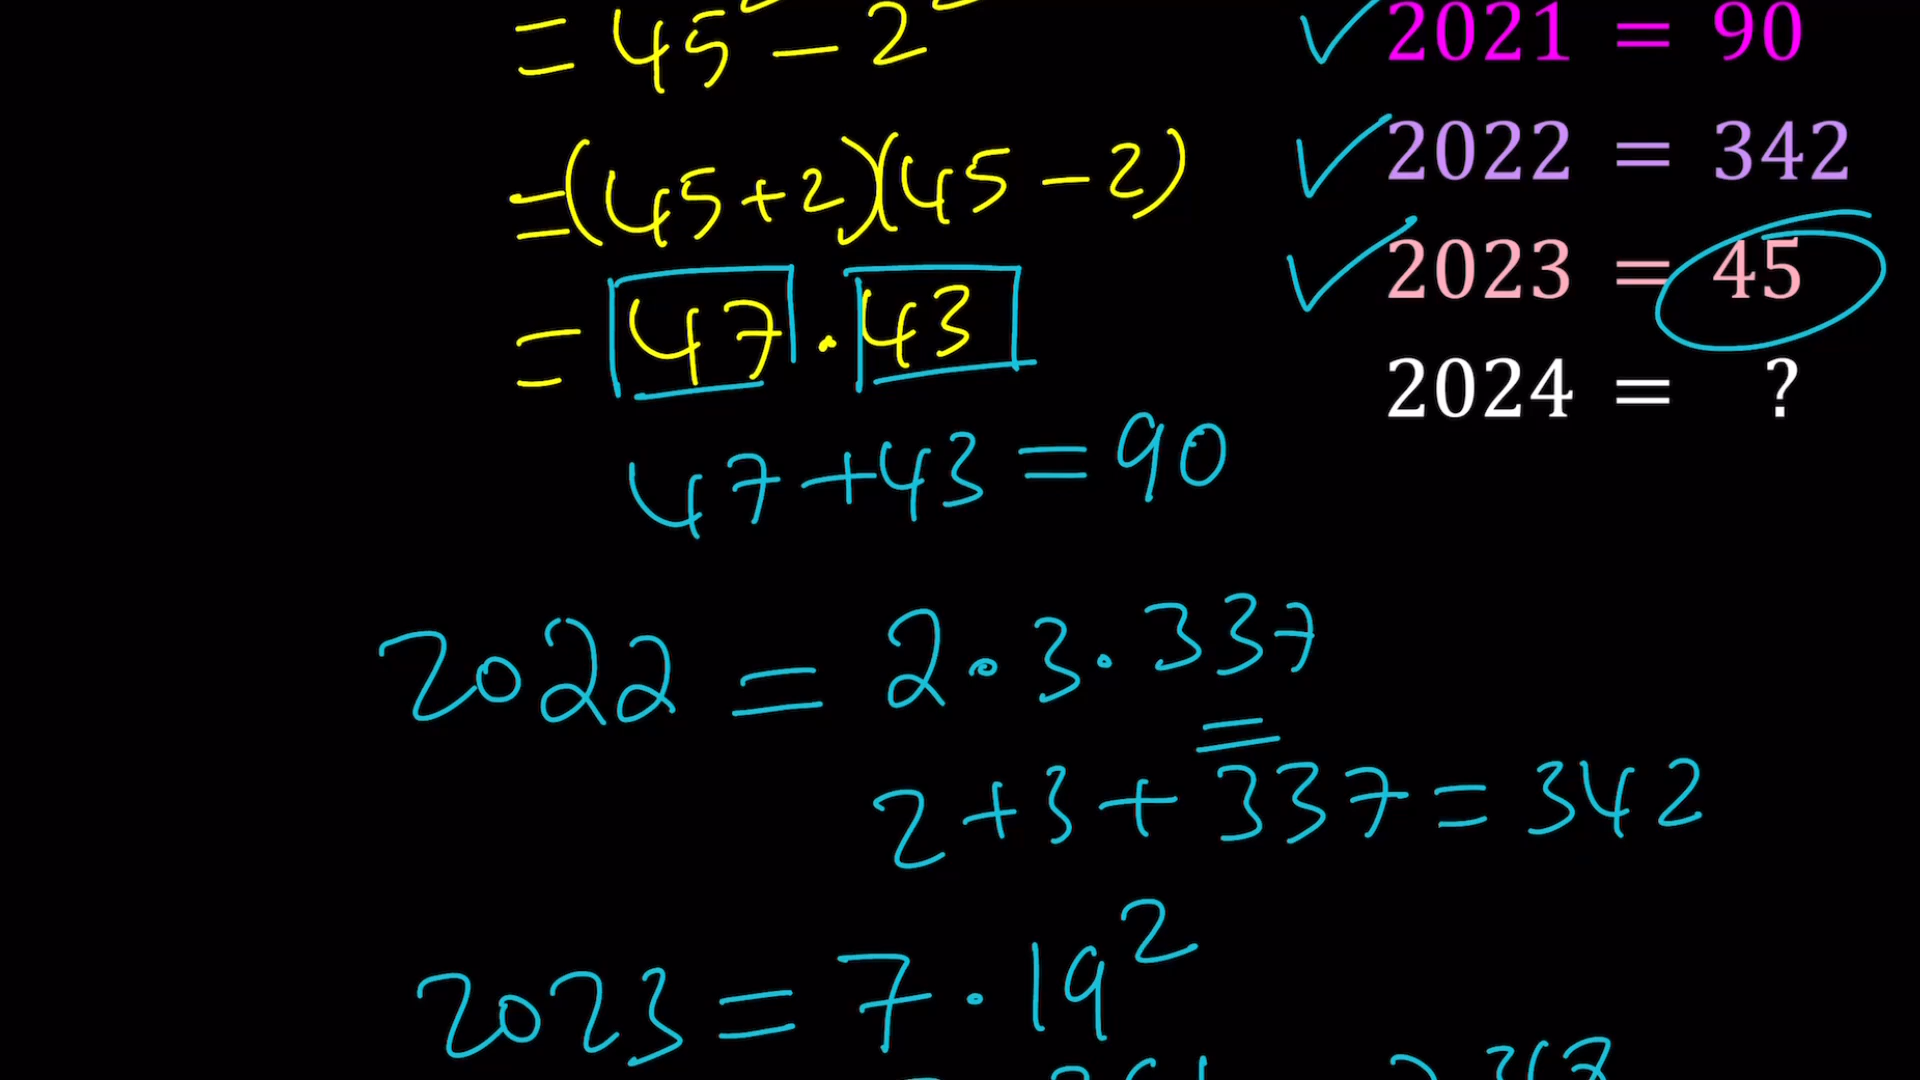 = 45² − 2²
= (45+2)(45−2)
= 47 · 43
47+43 = 90
2022 = 2·3·337
2+3+337 = 342
2023 = 7·19²
2021 = 90
2022 = 342
2023 = 45
2024 = ?